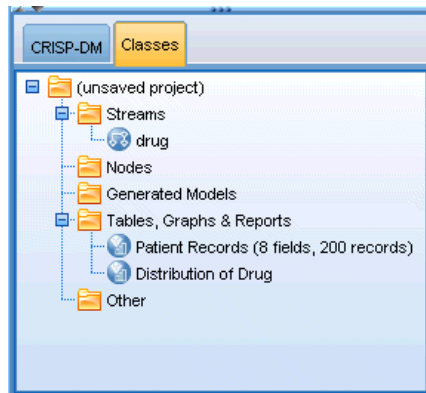 CRISP-DM Classes
(unsaved project)
Streams
drug
Nodes
Generated Models
Tables, Graphs & Reports
Patient Records (8 fields, 200 records)
Distribution of Drug
Other